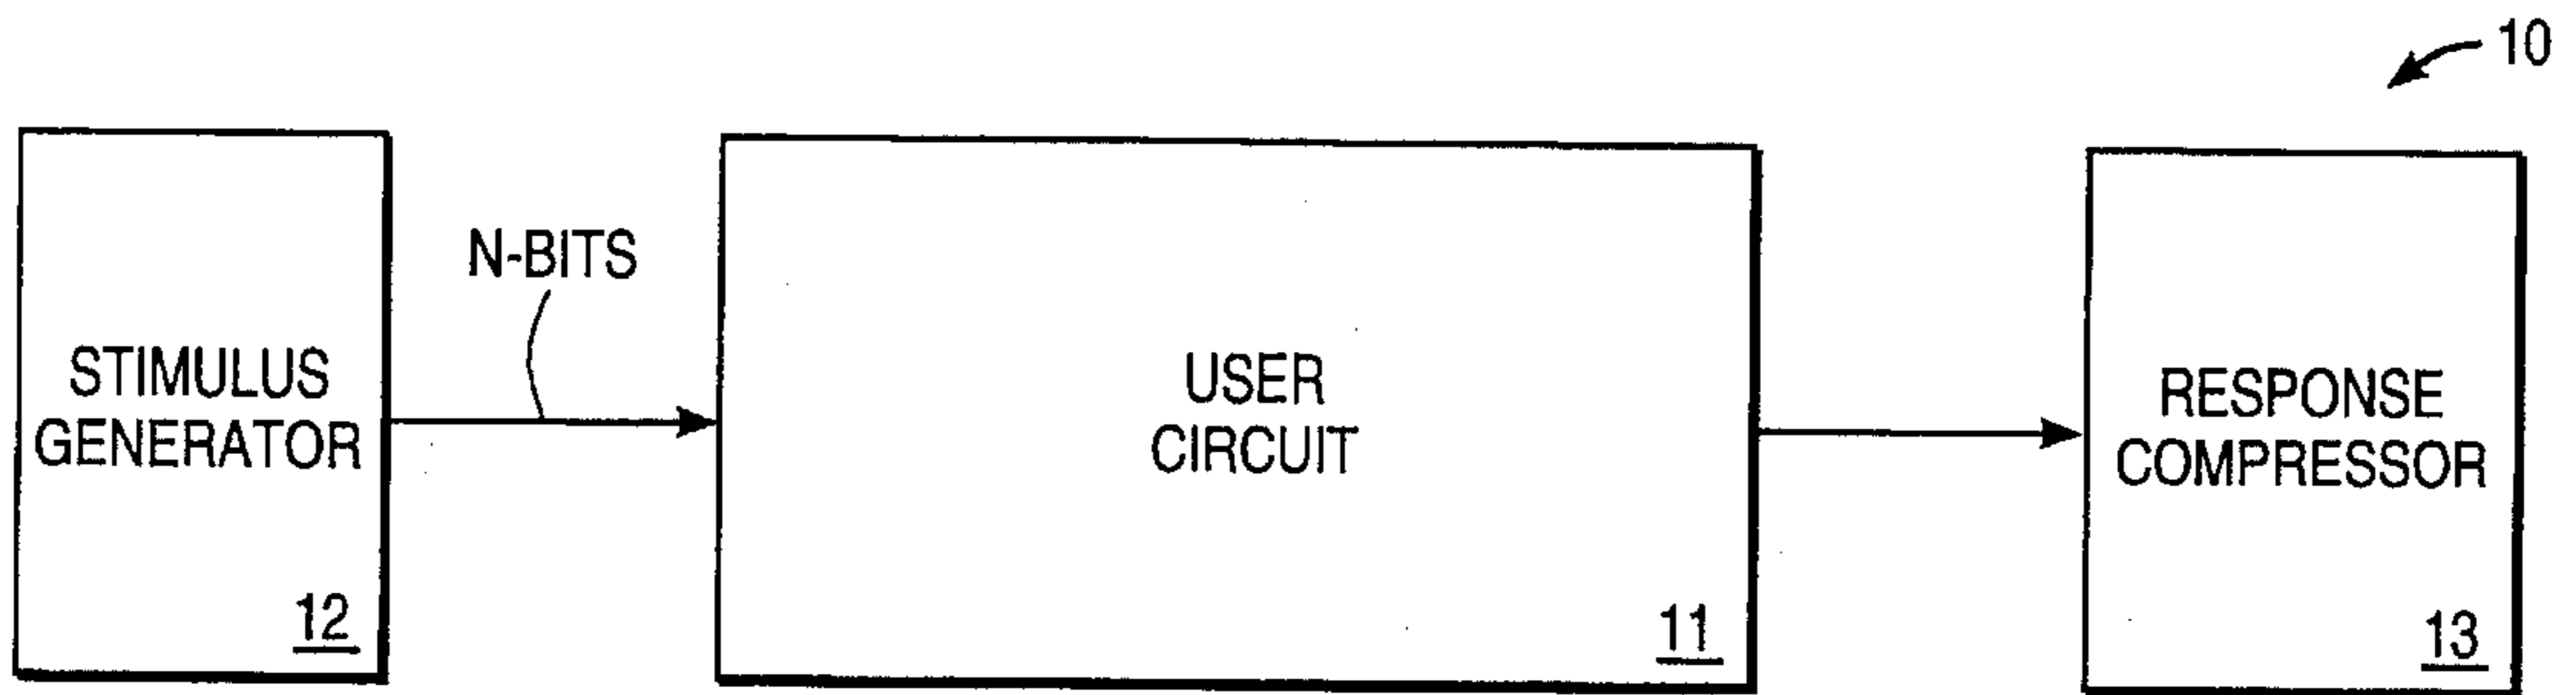 10
N-BITS
STIMULUS
GENERATOR
12
USER
CIRCUIT
11
RESPONSE
COMPRESSOR
13